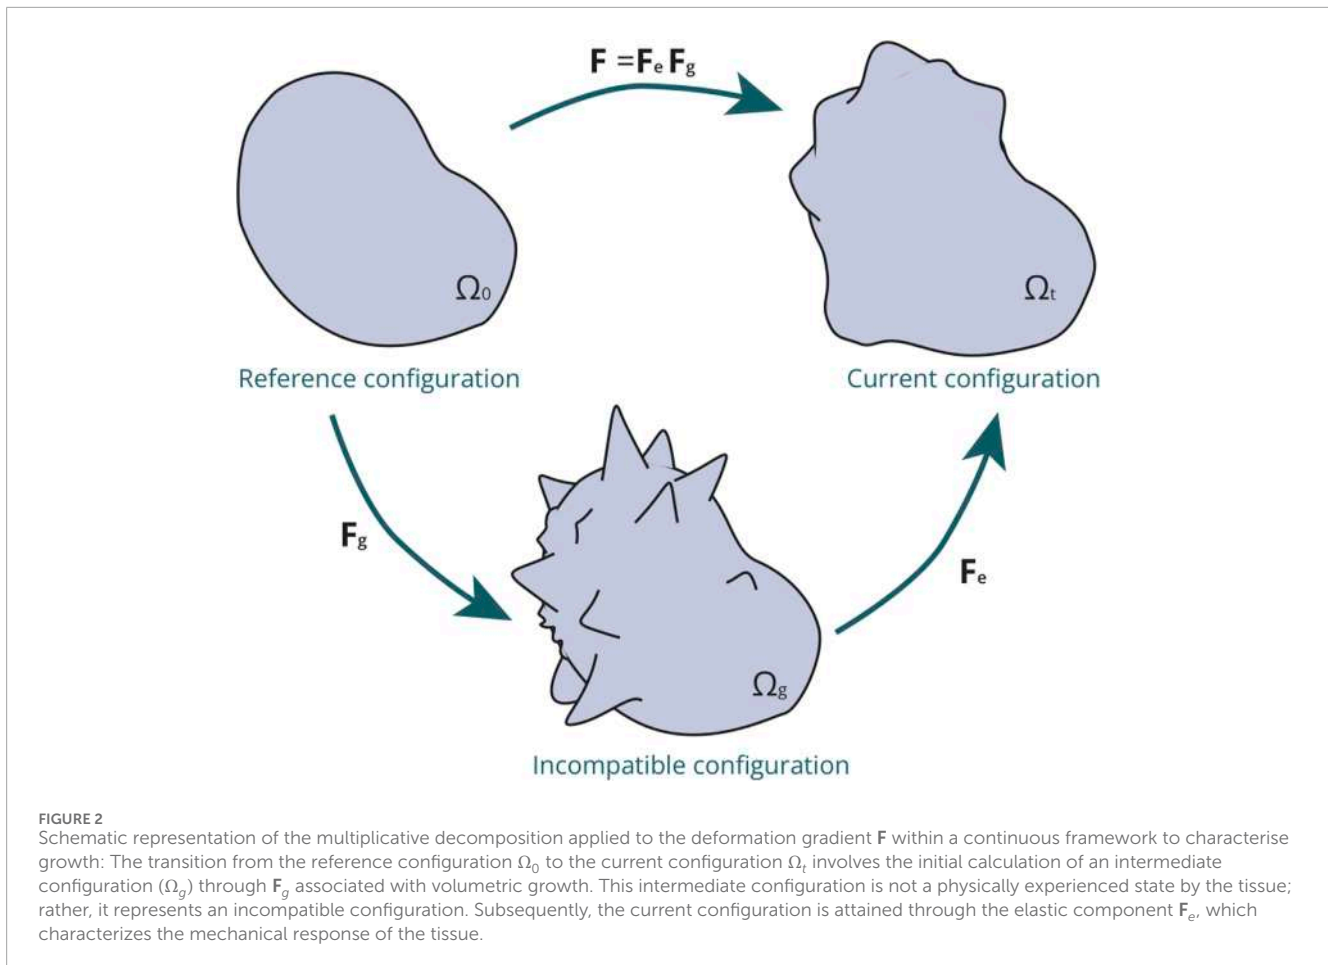 F =Fe Fg
Ω0
Ωt
Reference configuration
Current configuration
Fg
Fe
Ωg
Incompatible configuration
FIGURE 2
Schematic representation of the multiplicative decomposition applied to the deformation gradient F within a continuous framework to characterise
growth: The transition from the reference configuration Ω0 to the current configuration Ωt involves the initial calculation of an intermediate
configuration (Ωg) through Fg associated with volumetric growth. This intermediate configuration is not a physically experienced state by the tissue;
rather, it represents an incompatible configuration. Subsequently, the current configuration is attained through the elastic component Fe, which
characterizes the mechanical response of the tissue.